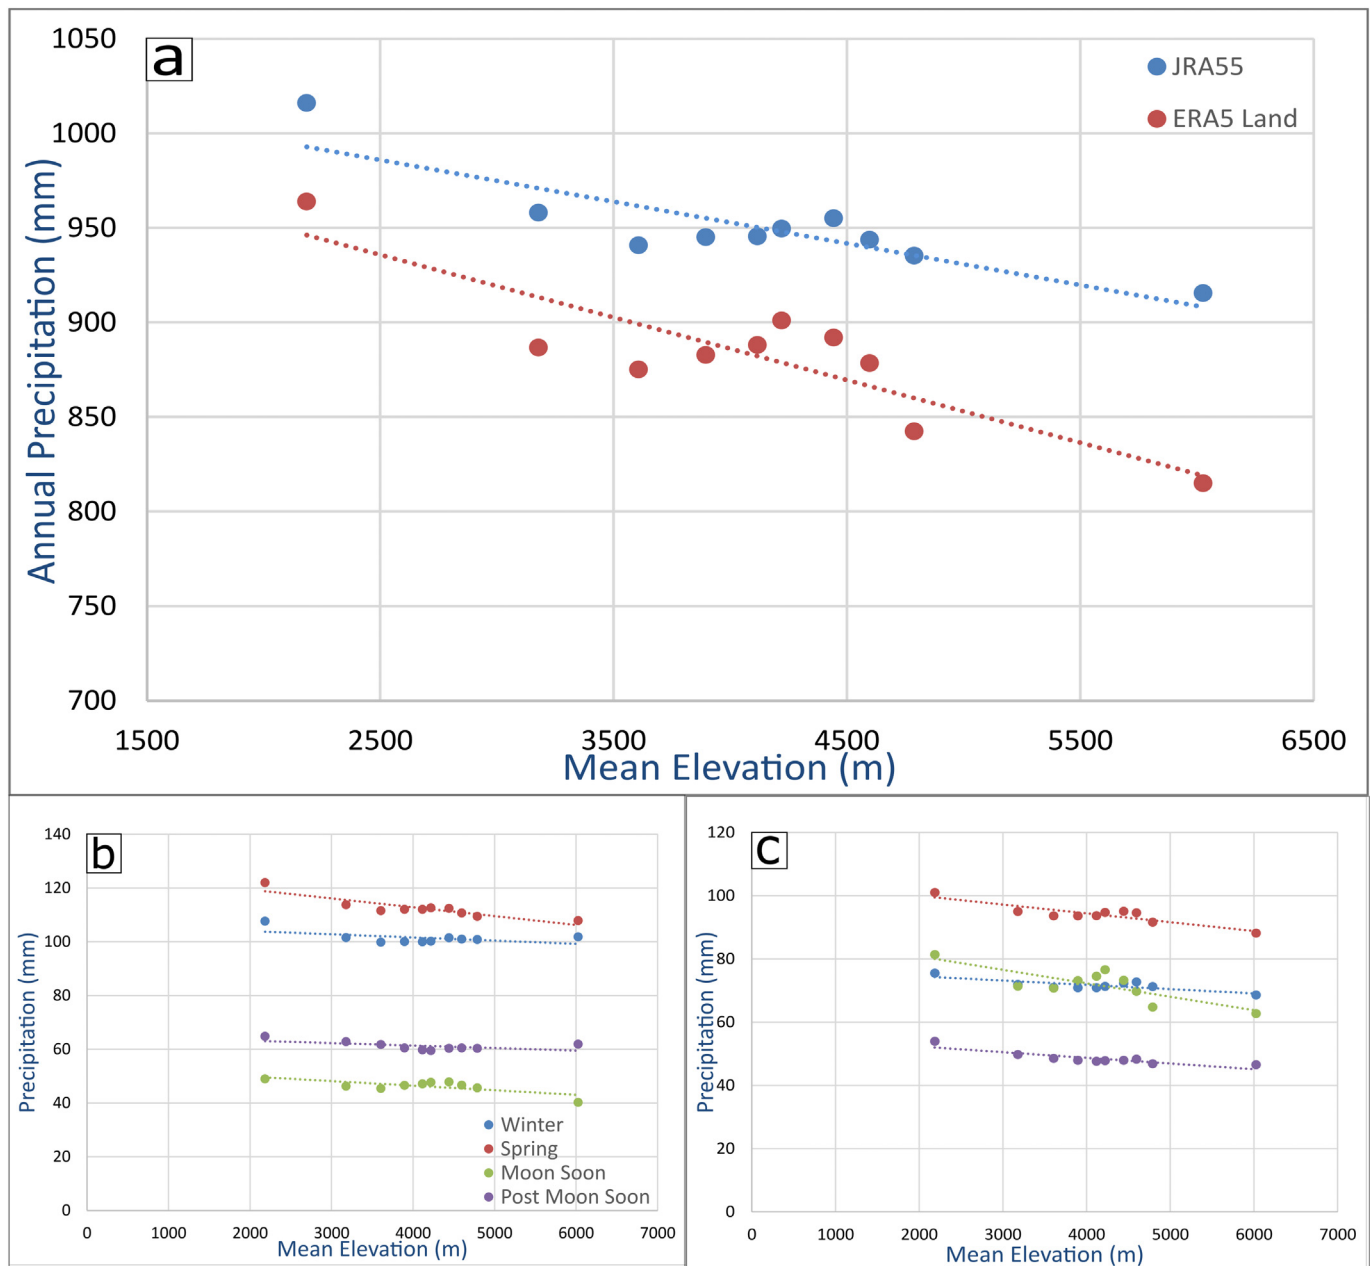 a
1050
1000
950
900
850
800
750
700
1500 2500 3500 4500 5500 6500
Annual Precipitation (mm)
Mean Elevation (m)
JRA55
ERA5 Land
b
140
120
100
80
60
40
20
0
0 1000 2000 3000 4000 5000 6000 7000
Precipitation (mm)
Mean Elevation (m)
Winter
Spring
Moon Soon
Post Moon Soon
c
120
100
80
60
40
20
0
0 1000 2000 3000 4000 5000 6000 7000
Precipitation (mm)
Mean Elevation (m)